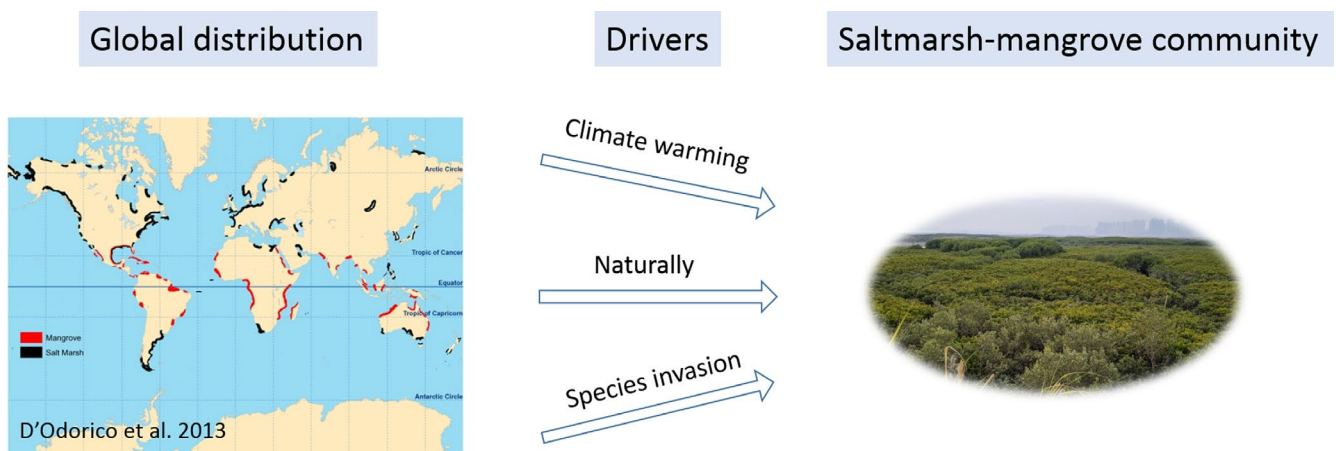 Global distribution
Drivers
Saltmarsh-mangrove community
Arctic Circle
Tropic of Cancer
Equator
Tropic of Capricorn
Mangrove
Salt Marsh
Antarctic Circle
D'Odorico et al. 2013
Climate warming
Naturally
Species invasion